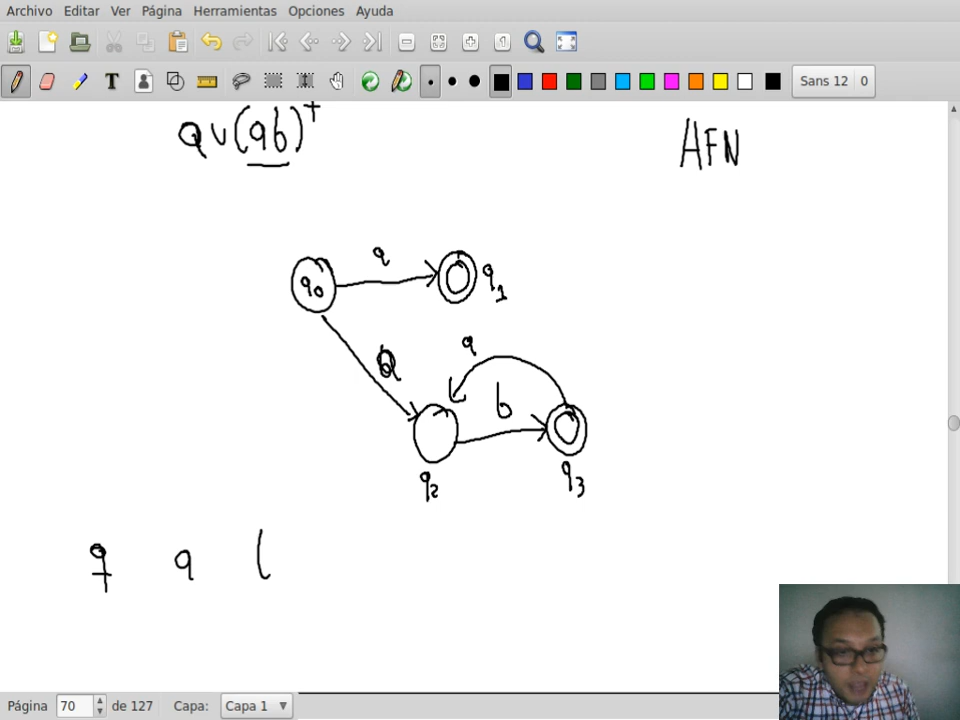 Archivo Editar Ver Página Herramientas Opciones Ayuda
Sans 12 0
a∪(ab)⁺
AFN
q₀
a
q₁
a
a
b
q₂
q₃
q a (
Página 70 de 127 Capa: Capa 1